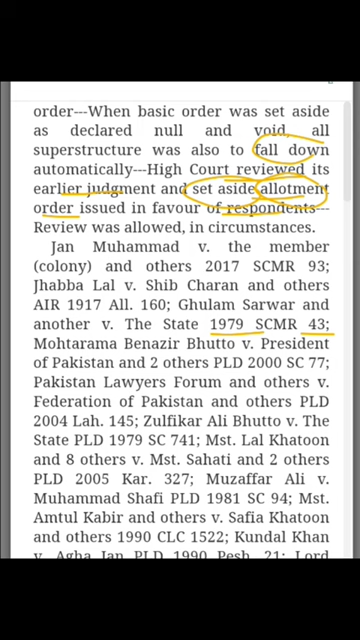 order---When basic order was set aside
as declared null and void, all
superstructure was also to fall down
automatically---High Court reviewed its
earlier judgment and set aside allotment
order issued in favour of respondents---
Review was allowed, in circumstances.
Jan Muhammad v. the member
(colony) and others 2017 SCMR 93;
Jhabba Lal v. Shib Charan and others
AIR 1917 All. 160; Ghulam Sarwar and
another v. The State 1979 SCMR 43;
Mohtarama Benazir Bhutto v. President
of Pakistan and 2 others PLD 2000 SC 77;
Pakistan Lawyers Forum and others v.
Federation of Pakistan and others PLD
2004 Lah. 145; Zulfikar Ali Bhutto v. The
State PLD 1979 SC 741; Mst. Lal Khatoon
and 8 others v. Mst. Sahati and 2 others
PLD 2005 Kar. 327; Muzaffar Ali v.
Muhammad Shafi PLD 1981 SC 94; Mst.
Amtul Kabir and others v. Safia Khatoon
and others 1990 CLC 1522; Kundal Khan
v. Agha Jan PLD 1990 Pesh. 21; Lord